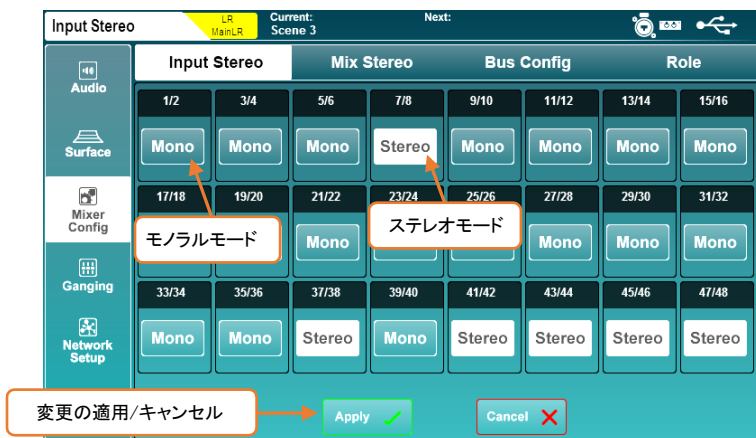 Input Stereo
LR
MainLR
Current:
Scene 3
Next:
Audio
Surface
Mixer
Config
Ganging
Network
Setup
Input Stereo Mix Stereo Bus Config Role
1/2 3/4 5/6 7/8 9/10 11/12 13/14 15/16
Mono Mono Mono Stereo Mono Mono Mono Mono
17/18 19/20 21/22 23/24 25/26 27/28 29/30 31/32
モノラルモード
ステレオモード
Mono Mono Mono Mono
33/34 35/36 37/38 39/40 41/42 43/44 45/46 47/48
Mono Mono Stereo Mono Stereo Stereo Stereo Stereo
変更の適用/キャンセル
Apply Cancel